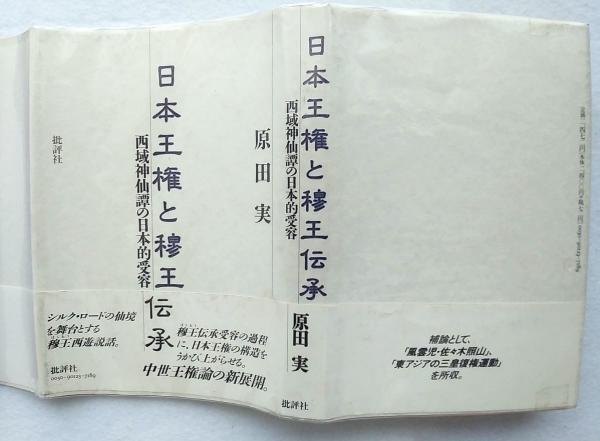 日本王権と穆王伝承
西域神仙譚の日本的受容
原田 実
批評社
シルク・ロードの仙境
を舞台とする
穆王西遊説話。
批評社
0090-90125-7189
穆王伝承受容の過程
に、日本王権の構造を
うかび上がらせる。
中世王権論の新展開。
日本王権と穆王伝承
西域神仙譚の日本的受容
原田 実
批評社
補論として、
「風雲児・佐々木照山」、
「東アジアの三皇復権運動」
を所収。